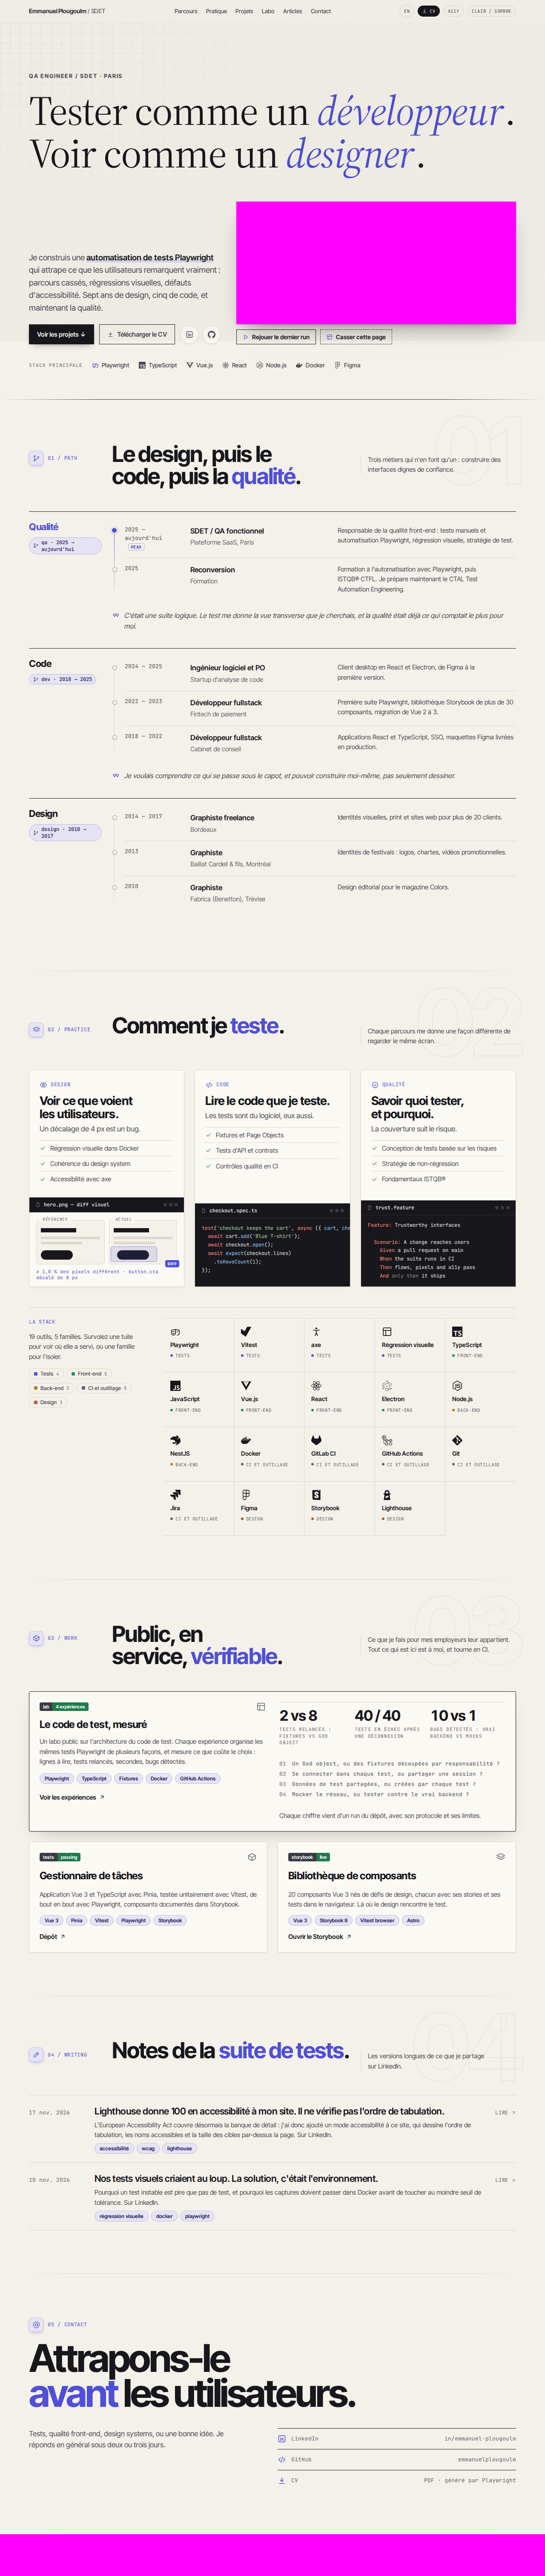 Emmanuel Plougoulm / SDET
Parcours Pratique Projets Labo Articles Contact
EN CV A11Y CLAIR / SOMBRE
QA ENGINEER / SDET · PARIS
Tester comme un développeur.
Voir comme un designer.
Je construis une automatisation de tests Playwright
qui attrape ce que les utilisateurs remarquent vraiment :
parcours cassés, régressions visuelles, défauts
d'accessibilité. Sept ans de design, cinq de code, et
maintenant la qualité.
Voir les projets ↓ Télécharger le CV
Rejouer le dernier run Casser cette page
STACK PRINCIPALE Playwright TypeScript Vue.js React Node.js Docker Figma
01
01 / PATH
Le design, puis le
code, puis la qualité.
Trois métiers qui n'en font qu'un : construire des
interfaces dignes de confiance.
Qualité
qa · 2025 →
aujourd'hui
2025 —
aujourd'hui
HEAD
SDET / QA fonctionnel
Plateforme SaaS, Paris
Responsable de la qualité front-end : tests manuels et
automatisation Playwright, régression visuelle, stratégie de test.
2025
Reconversion
Formation
Formation à l'automatisation avec Playwright, puis
ISTQB® CTFL. Je prépare maintenant le CTAL Test
Automation Engineering.
C'était une suite logique. Le test me donne la vue transverse que je cherchais, et la qualité était déjà ce qui comptait le plus pour
moi.
Code
dev · 2018 → 2025
2024 — 2025
Ingénieur logiciel et PO
Startup d'analyse de code
Client desktop en React et Electron, de Figma à la
première version.
2022 — 2023
Développeur fullstack
Fintech de paiement
Première suite Playwright, bibliothèque Storybook de plus de 30
composants, migration de Vue 2 à 3.
2018 — 2022
Développeur fullstack
Cabinet de conseil
Applications React et TypeScript, SSO, maquettes Figma livrées
en production.
Je voulais comprendre ce qui se passe sous le capot, et pouvoir construire moi-même, pas seulement dessiner.
Design
design · 2010 →
2017
2014 — 2017
Graphiste freelance
Bordeaux
Identités visuelles, print et sites web pour plus de 20 clients.
2013
Graphiste
Baillat Cardell & fils, Montréal
Identités de festivals : logos, chartes, vidéos promotionnelles.
2010
Graphiste
Fabrica (Benetton), Trévise
Design éditorial pour le magazine Colors.
02
02 / PRACTICE
Comment je teste.
Chaque parcours me donne une façon différente de
regarder le même écran.
DESIGN
Voir ce que voient
les utilisateurs.
Un décalage de 4 px est un bug.
Régression visuelle dans Docker
Cohérence du design system
Accessibilité avec axe
hero.png — diff visuel
RÉFÉRENCE ACTUEL
DIFF
≠ 1,8 % des pixels diffèrent · button.cta
décalé de 8 px
CODE
Lire le code que je teste.
Les tests sont du logiciel, eux aussi.
Fixtures et Page Objects
Tests d'API et contrats
Contrôles qualité en CI
checkout.spec.ts
test('checkout keeps the cart', async ({ cart, che
await cart.add('Blue T-shirt');
await checkout.open();
await expect(checkout.lines)
.toHaveCount(1);
});
QUALITÉ
Savoir quoi tester,
et pourquoi.
La couverture suit le risque.
Conception de tests basée sur les risques
Stratégie de non-régression
Fondamentaux ISTQB®
trust.feature
Feature: Trustworthy interfaces
Scenario: A change reaches users
Given a pull request on main
When the suite runs in CI
Then flows, pixels and a11y pass
And only then it ships
LA STACK
19 outils, 5 familles. Survolez une tuile
pour voir où elle a servi, ou une famille
pour l'isoler.
Tests 4 Front-end 5
Back-end 2 CI et outillage 5
Design 3
Playwright Vitest axe Régression visuelle TypeScript
TESTS TESTS TESTS TESTS FRONT-END
JavaScript Vue.js React Electron Node.js
FRONT-END FRONT-END FRONT-END FRONT-END BACK-END
NestJS Docker GitLab CI GitHub Actions Git
BACK-END CI ET OUTILLAGE CI ET OUTILLAGE CI ET OUTILLAGE CI ET OUTILLAGE
Jira Figma Storybook Lighthouse
CI ET OUTILLAGE DESIGN DESIGN DESIGN
03
03 / WORK
Public, en
service, vérifiable.
Ce que je fais pour mes employeurs leur appartient.
Tout ce qui est ici est à moi, et tourne en CI.
lab 4 expériences
Le code de test, mesuré
Un labo public sur l'architecture du code de test. Chaque expérience organise les
mêmes tests Playwright de plusieurs façons, et mesure ce que coûte le choix :
lignes à lire, tests relancés, secondes, bugs détectés.
Playwright TypeScript Fixtures Docker GitHub Actions
Voir les expériences ↗
2 vs 8 40 / 40 10 vs 1
TESTS RELANCÉS :
FIXTURES VS GOD
OBJECT
TESTS EN ÉCHEC APRÈS
UNE DÉCONNEXION
BUGS DÉTECTÉS : VRAI
BACKEND VS MOCKS
01 Un God object, ou des fixtures découpées par responsabilité ?
02 Se connecter dans chaque test, ou partager une session ?
03 Données de test partagées, ou créées par chaque test ?
04 Mocker le réseau, ou tester contre le vrai backend ?
Chaque chiffre vient d'un run du dépôt, avec son protocole et ses limites.
tests passing
Gestionnaire de tâches
Application Vue 3 et TypeScript avec Pinia, testée unitairement avec Vitest, de
bout en bout avec Playwright, composants documentés dans Storybook.
Vue 3 Pinia Vitest Playwright Storybook
Dépôt ↗
storybook live
Bibliothèque de composants
20 composants Vue 3 nés de défis de design, chacun avec ses stories et ses
tests dans le navigateur. Là où le design rencontre le test.
Vue 3 Storybook 8 Vitest browser Astro
Ouvrir le Storybook ↗
04
04 / WRITING
Notes de la suite de tests.
Les versions longues de ce que je partage
sur LinkedIn.
17 nov. 2026
Lighthouse donne 100 en accessibilité à mon site. Il ne vérifie pas l'ordre de tabulation.
LIRE ↗
L'European Accessibility Act couvre désormais la banque de détail : j'ai donc ajouté un mode accessibilité à ce site, qui dessine l'ordre de
tabulation, les noms accessibles et la taille des cibles par-dessus la page. Sur LinkedIn.
accessibilité wcag lighthouse
10 nov. 2026
Nos tests visuels criaient au loup. La solution, c'était l'environnement.
LIRE ↗
Pourquoi un test instable est pire que pas de test, et pourquoi les captures doivent passer dans Docker avant de toucher au moindre seuil de
tolérance. Sur LinkedIn.
régression visuelle docker playwright
05 / CONTACT
Attrapons-le
avant les utilisateurs.
Tests, qualité front-end, design systems, ou une bonne idée. Je
réponds en général sous deux ou trois jours.
LinkedIn in/emmanuel-plougoulm
GitHub emmanuelplougoulm
CV PDF · généré par Playwright